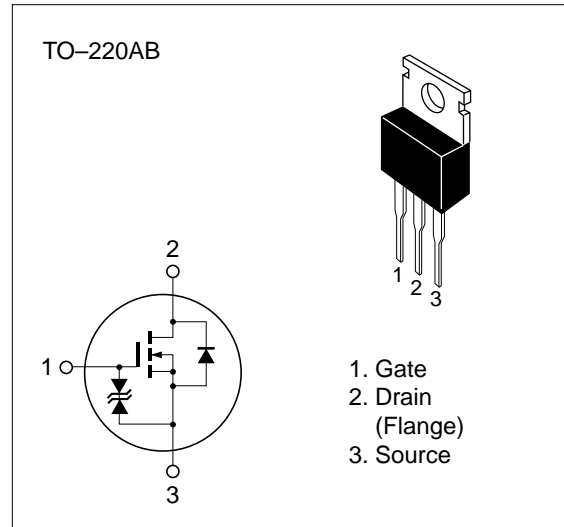 TO–220AB
1 2 3
2
1
3
1. Gate
2. Drain
(Flange)
3. Source